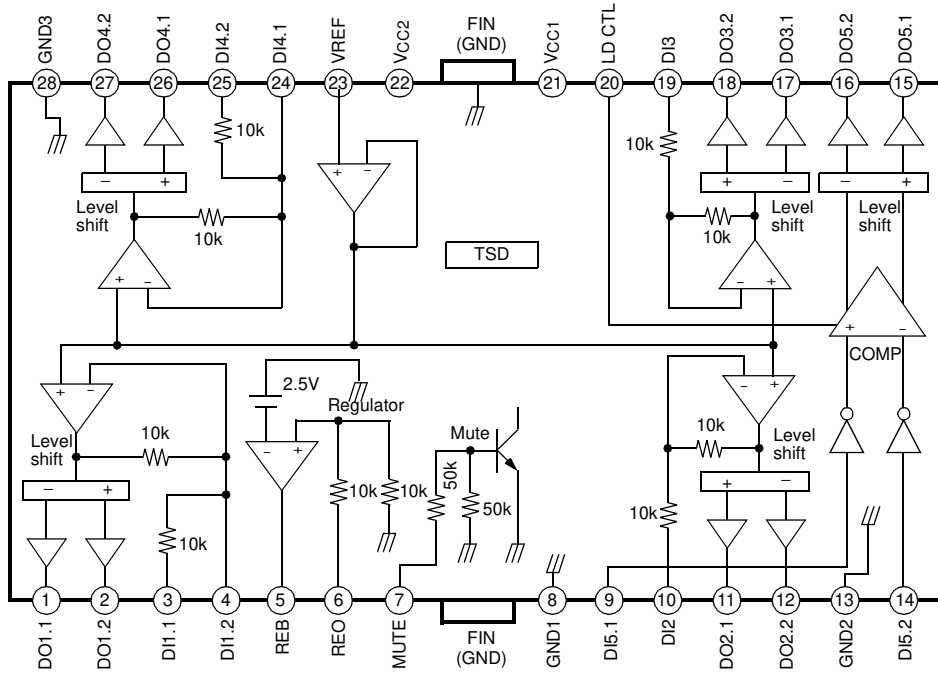 GND3
DO4.2
DO4.1
DI4.2
DI4.1
VREF
VCC2
FIN
(GND)
VCC1
LD CTL
DI3
DO3.2
DO3.1
DO5.2
DO5.1
28
27
26
25
24
23
22
21
20
19
18
17
16
15
10k
10k
− +
+ −
+ −
− +
Level
shift
10k
10k
Level
shift
Level
shift
TSD
+ −
− +
+ −
COMP
2.5V
Regulator
+ −
− +
− +
Level
shift
10k
Mute
10k
Level
shift
− +
10k
10k
10k
50k
50k
10k
+ −
1
2
3
4
5
6
7
8
9
10
11
12
13
14
DO1.1
DO1.2
DI1.1
DI1.2
REB
REO
MUTE
FIN
(GND)
GND1
DI5.1
DI2
DO2.1
DO2.2
GND2
DI5.2